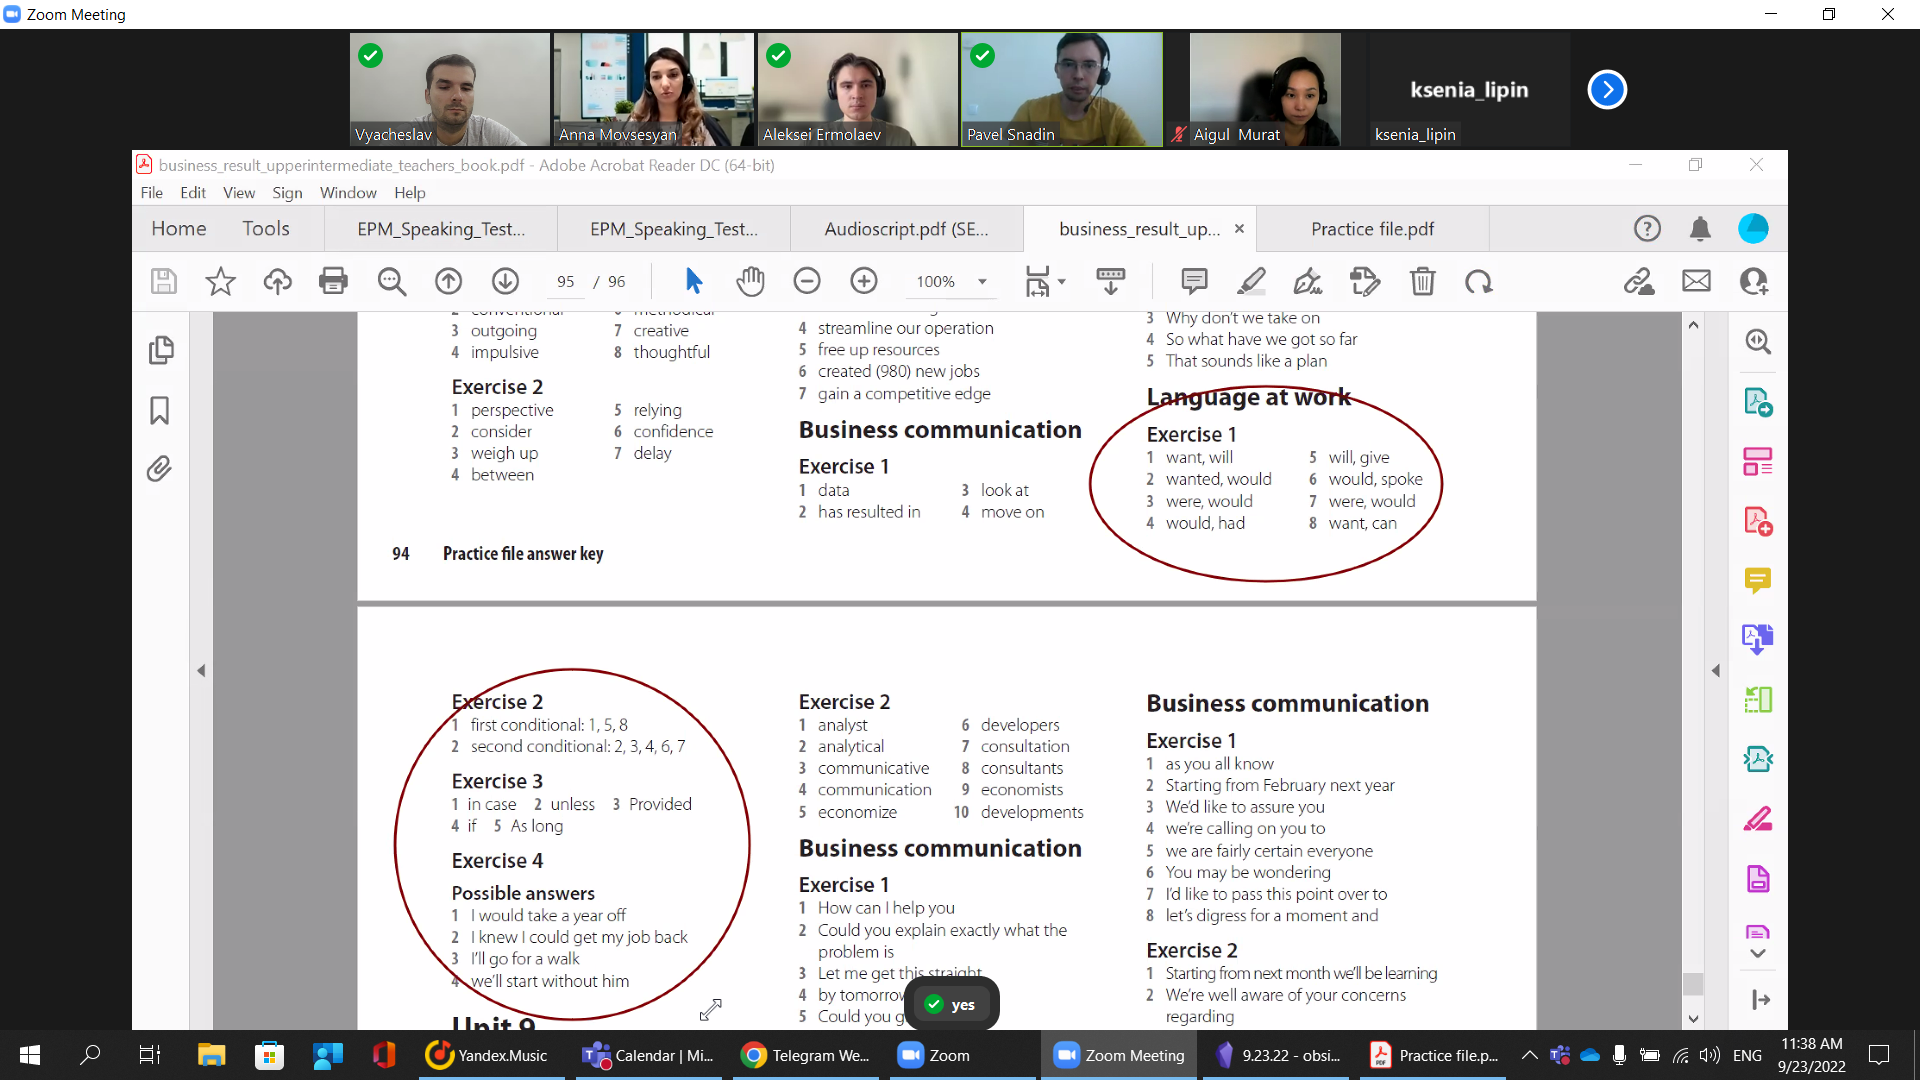 Zoom Meeting
Vyacheslav
Anna Movsesyan
Aleksei Ermolaev
Pavel Snadin
Aigul Murat
ksenia_lipin
ksenia_lipin
business_result_upperintermediate_teachers_book.pdf - Adobe Acrobat Reader DC (64-bit)
File Edit View Sign Window Help
Home Tools EPM_Speaking_Test... EPM_Speaking_Test... Audioscript.pdf (SE... business_result_up... × Practice file.pdf
95 / 96 100%
2 conventional 6 methodical
3 outgoing 7 creative
4 impulsive 8 thoughtful
Exercise 2
1 perspective 5 relying
2 consider 6 confidence
3 weigh up 7 delay
4 between
94 Practice file answer key
4 streamline our operation
5 free up resources
6 created (980) new jobs
7 gain a competitive edge
Business communication
Exercise 1
1 data 3 look at
2 has resulted in 4 move on
3 Why don't we take on
4 So what have we got so far
5 That sounds like a plan
Language at work
Exercise 1
1 want, will 5 will, give
2 wanted, would 6 would, spoke
3 were, would 7 were, would
4 would, had 8 want, can
Exercise 2
1 first conditional: 1, 5, 8
2 second conditional: 2, 3, 4, 6, 7
Exercise 3
1 in case 2 unless 3 Provided
4 if 5 As long
Exercise 4
Possible answers
1 I would take a year off
2 I knew I could get my job back
3 I'll go for a walk
4 we'll start without him
Unit 9
Exercise 2
1 analyst 6 developers
2 analytical 7 consultation
3 communicative 8 consultants
4 communication 9 economists
5 economize 10 developments
Business communication
Exercise 1
1 How can I help you
2 Could you explain exactly what the
problem is
3 Let me get this straight
4 by tomorrow
5 Could you g
yes
Business communication
Exercise 1
1 as you all know
2 Starting from February next year
3 We'd like to assure you
4 we're calling on you to
5 we are fairly certain everyone
6 You may be wondering
7 I'd like to pass this point over to
8 let's digress for a moment and
Exercise 2
1 Starting from next month we'll be learning
2 We're well aware of your concerns
regarding
Yandex.Music Calendar | Mi... Telegram We... Zoom Zoom Meeting 9.23.22 - obsi... Practice file.p... ENG
11:38 AM
9/23/2022